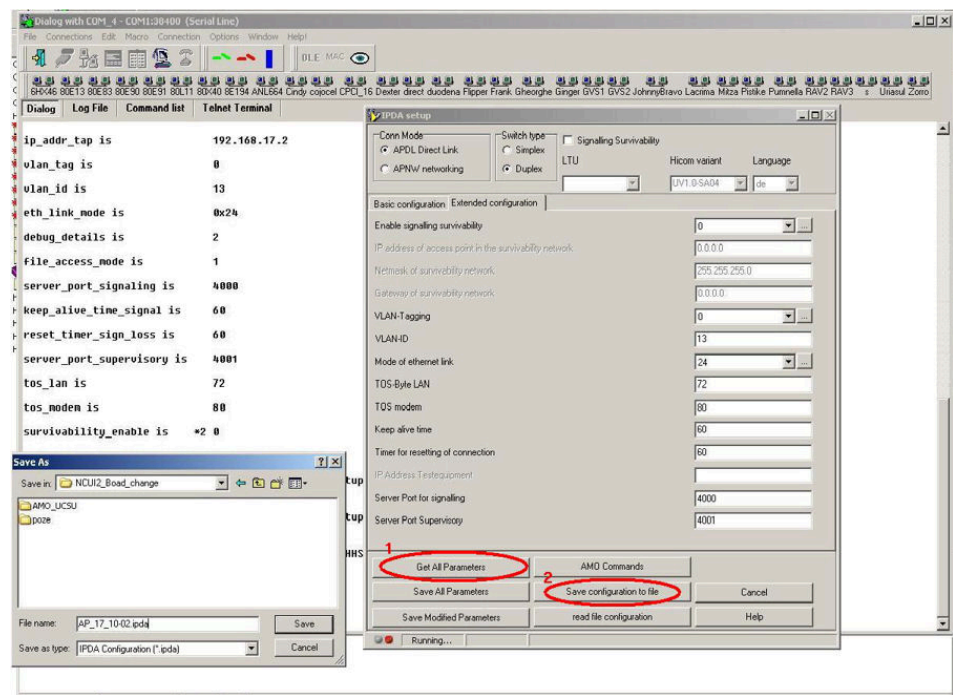 Dialog with COM_4 - COM1:38400 (Serial Line)
File Connections Edit Macro Connection Options Window Help!
DLE MAC
6HX46 80E13 80E83 80E90 80E91 80L11 80X40 8E194 ANL664 Cindy cojocel CPCI_16 Dexter direct duodena Flipper Frank Gheorghe Ginger GVS1 GVS2 JohnnyBravo Lacrima Mitza Pistike Pumnella RAV2 RAV3 s Uriasul Zorro
Dialog Log File Command list Telnet Terminal
ip_addr_tap is 192.168.17.2
vlan_tag is 0
vlan_id is 13
eth_link_mode is 0x24
debug_details is 2
file_access_mode is 1
server_port_signaling is 4000
keep_alive_time_signal is 60
reset_timer_sign_loss is 60
server_port_supervisory is 4001
tos_lan is 72
tos_modem is 80
survivability_enable is *2 0
tup
tup
HHS
IPDA setup
Conn Mode
APDL Direct Link
APNW networking
Switch type
Simplex
Duplex
Signalling Survivability
LTU
Hicom variant
UV1.0-SA04
Language
de
Basic configuration Extended configuration
Enable signalling survivability 0 ...
IP address of access point in the survivability network 0.0.0.0
Netmask of survivability network 255.255.255.0
Gateway of survivability network 0.0.0.0
VLAN-Tagging 0 ...
VLAN-ID 13
Mode of ethernet link 24 ...
TOS-Byte LAN 72
TOS modem 80
Keep alive time 60
Timer for resetting of connection 60
IP Address Testequipment
Server Port for signalling 4000
Server Port Supervisory 4001
1
Get All Parameters
AMO Commands
2
Save All Parameters
Save configuration to file
Cancel
Save Modified Parameters
read file configuration
Help
Running...
Save As
Save in: NCUI2_Boad_change
AMO_UCSU
poze
File name: AP_17_10-02.ipda
Save
Save as type: IPDA Configuration (*.ipda)
Cancel